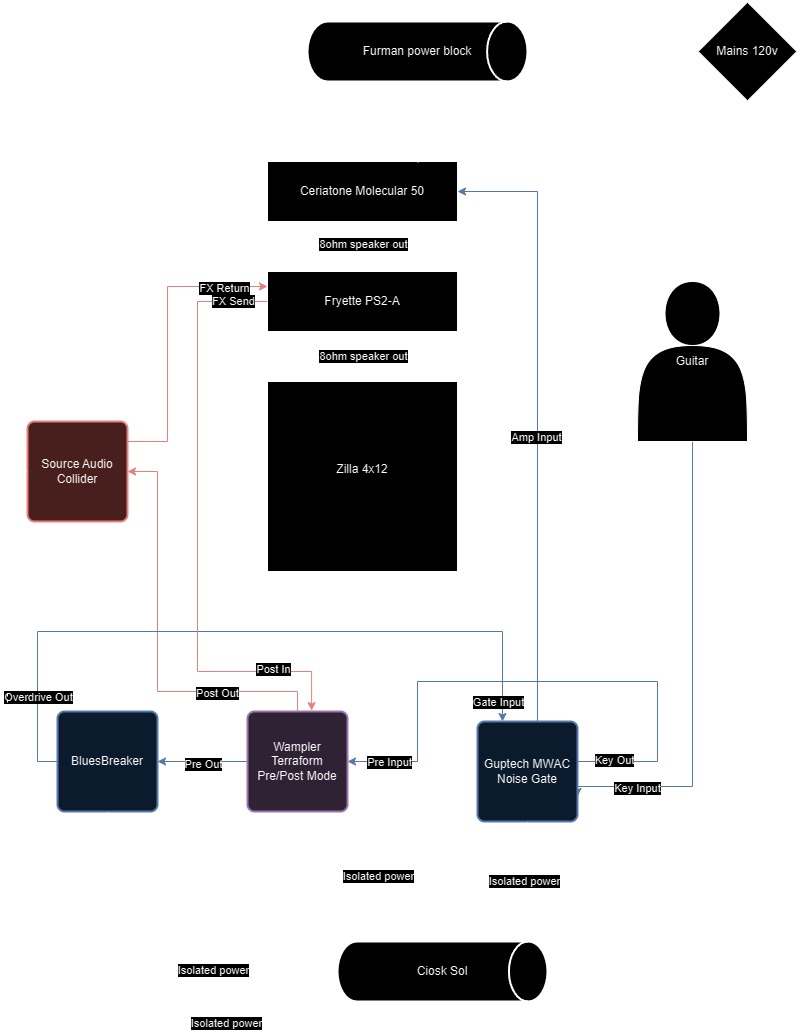 Furman power block
Mains 120v
Ceriatone Molecular 50
8ohm speaker out
FX Return
FX Send
Fryette PS2-A
8ohm speaker out
Guitar
Amp Input
Source Audio
Collider
Zilla 4x12
Post In
Post Out
Overdrive Out
Gate Input
BluesBreaker
Pre Out
Wampler
Terraform
Pre/Post Mode
Pre Input
Guptech MWAC
Noise Gate
Key Out
Key Input
Isolated power
Isolated power
Isolated power
Ciosk Sol
Isolated power